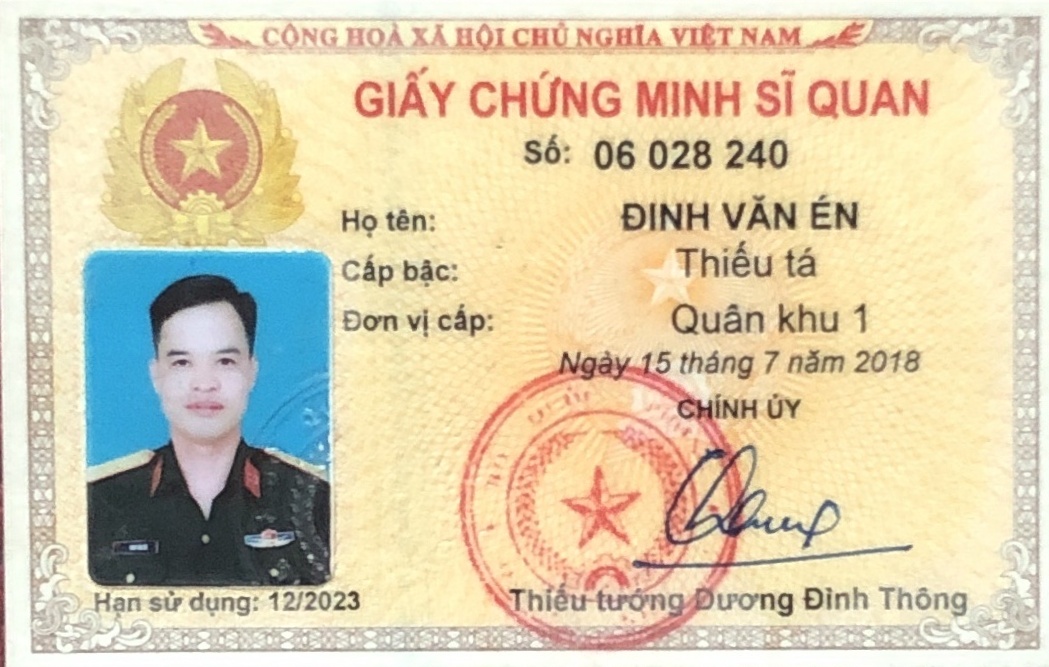 CỘNG HOÀ XÃ HỘI CHỦ NGHĨA VIỆT NAM
GIẤY CHỨNG MINH SĨ QUAN
Số: 06 028 240
Họ tên: ĐINH VĂN ÉN
Cấp bậc: Thiếu tá
Đơn vị cấp: Quân khu 1
Ngày 15 tháng 7 năm 2018
CHÍNH ỦY
Hạn sử dụng: 12/2023
Thiếu tướng Dương Đình Thông